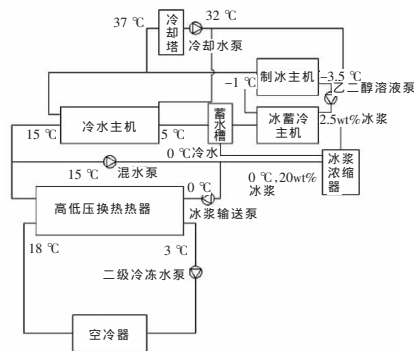 37 ℃
冷却塔
32 ℃
冷却水泵
制冰主机
-3.5 ℃
-1 ℃
乙二醇溶液泵
冷水主机
蓄水槽
冰蓄冷主机
2.5wt%冰浆
15 ℃
5 ℃
0 ℃冷水
冰浆浓缩器
15 ℃
混水泵
0 ℃,20wt%
冰浆
高低压换热热器
0 ℃
冰浆输送泵
18 ℃
3 ℃
二级冷冻水泵
空冷器